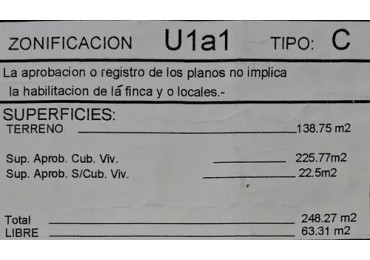 ZONIFICACION U1a1 TIPO: C
La aprobacion o registro de los planos no implica
la habilitacion de la finca y o locales.-
SUPERFICIES:
TERRENO 138.75 m2
Sup. Aprob. Cub. Viv. 225.77m2
Sup. Aprob. S/Cub. Viv. 22.5m2
Total 248.27 m2
LIBRE 63.31 m2